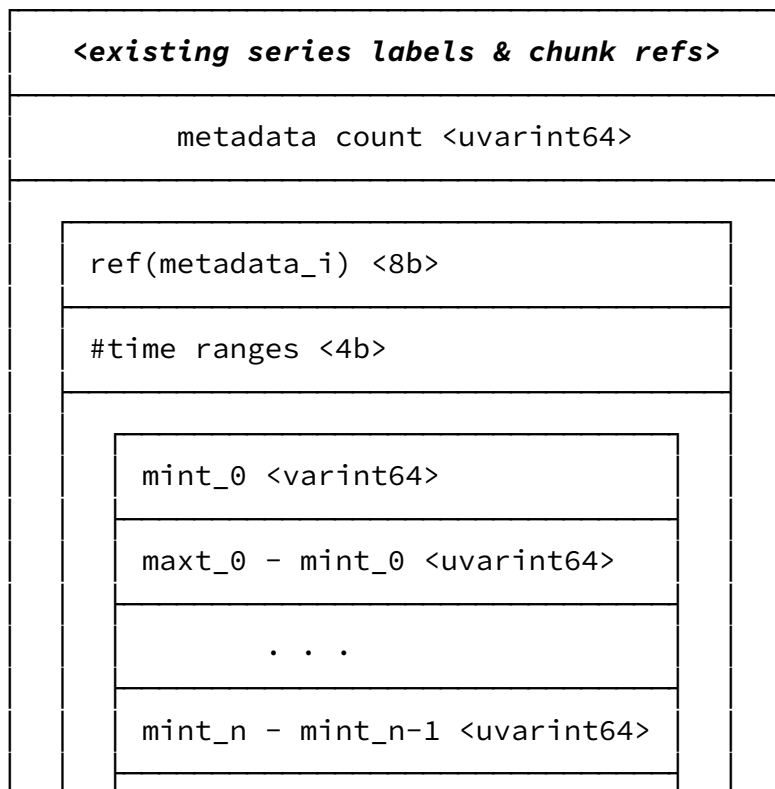 <existing series labels & chunk refs>
metadata count <uvarint64>
ref(metadata_i) <8b>
#time ranges <4b>
mint_0 <varint64>
maxt_0 - mint_0 <uvarint64>
. . .
mint_n - mint_n-1 <uvarint64>